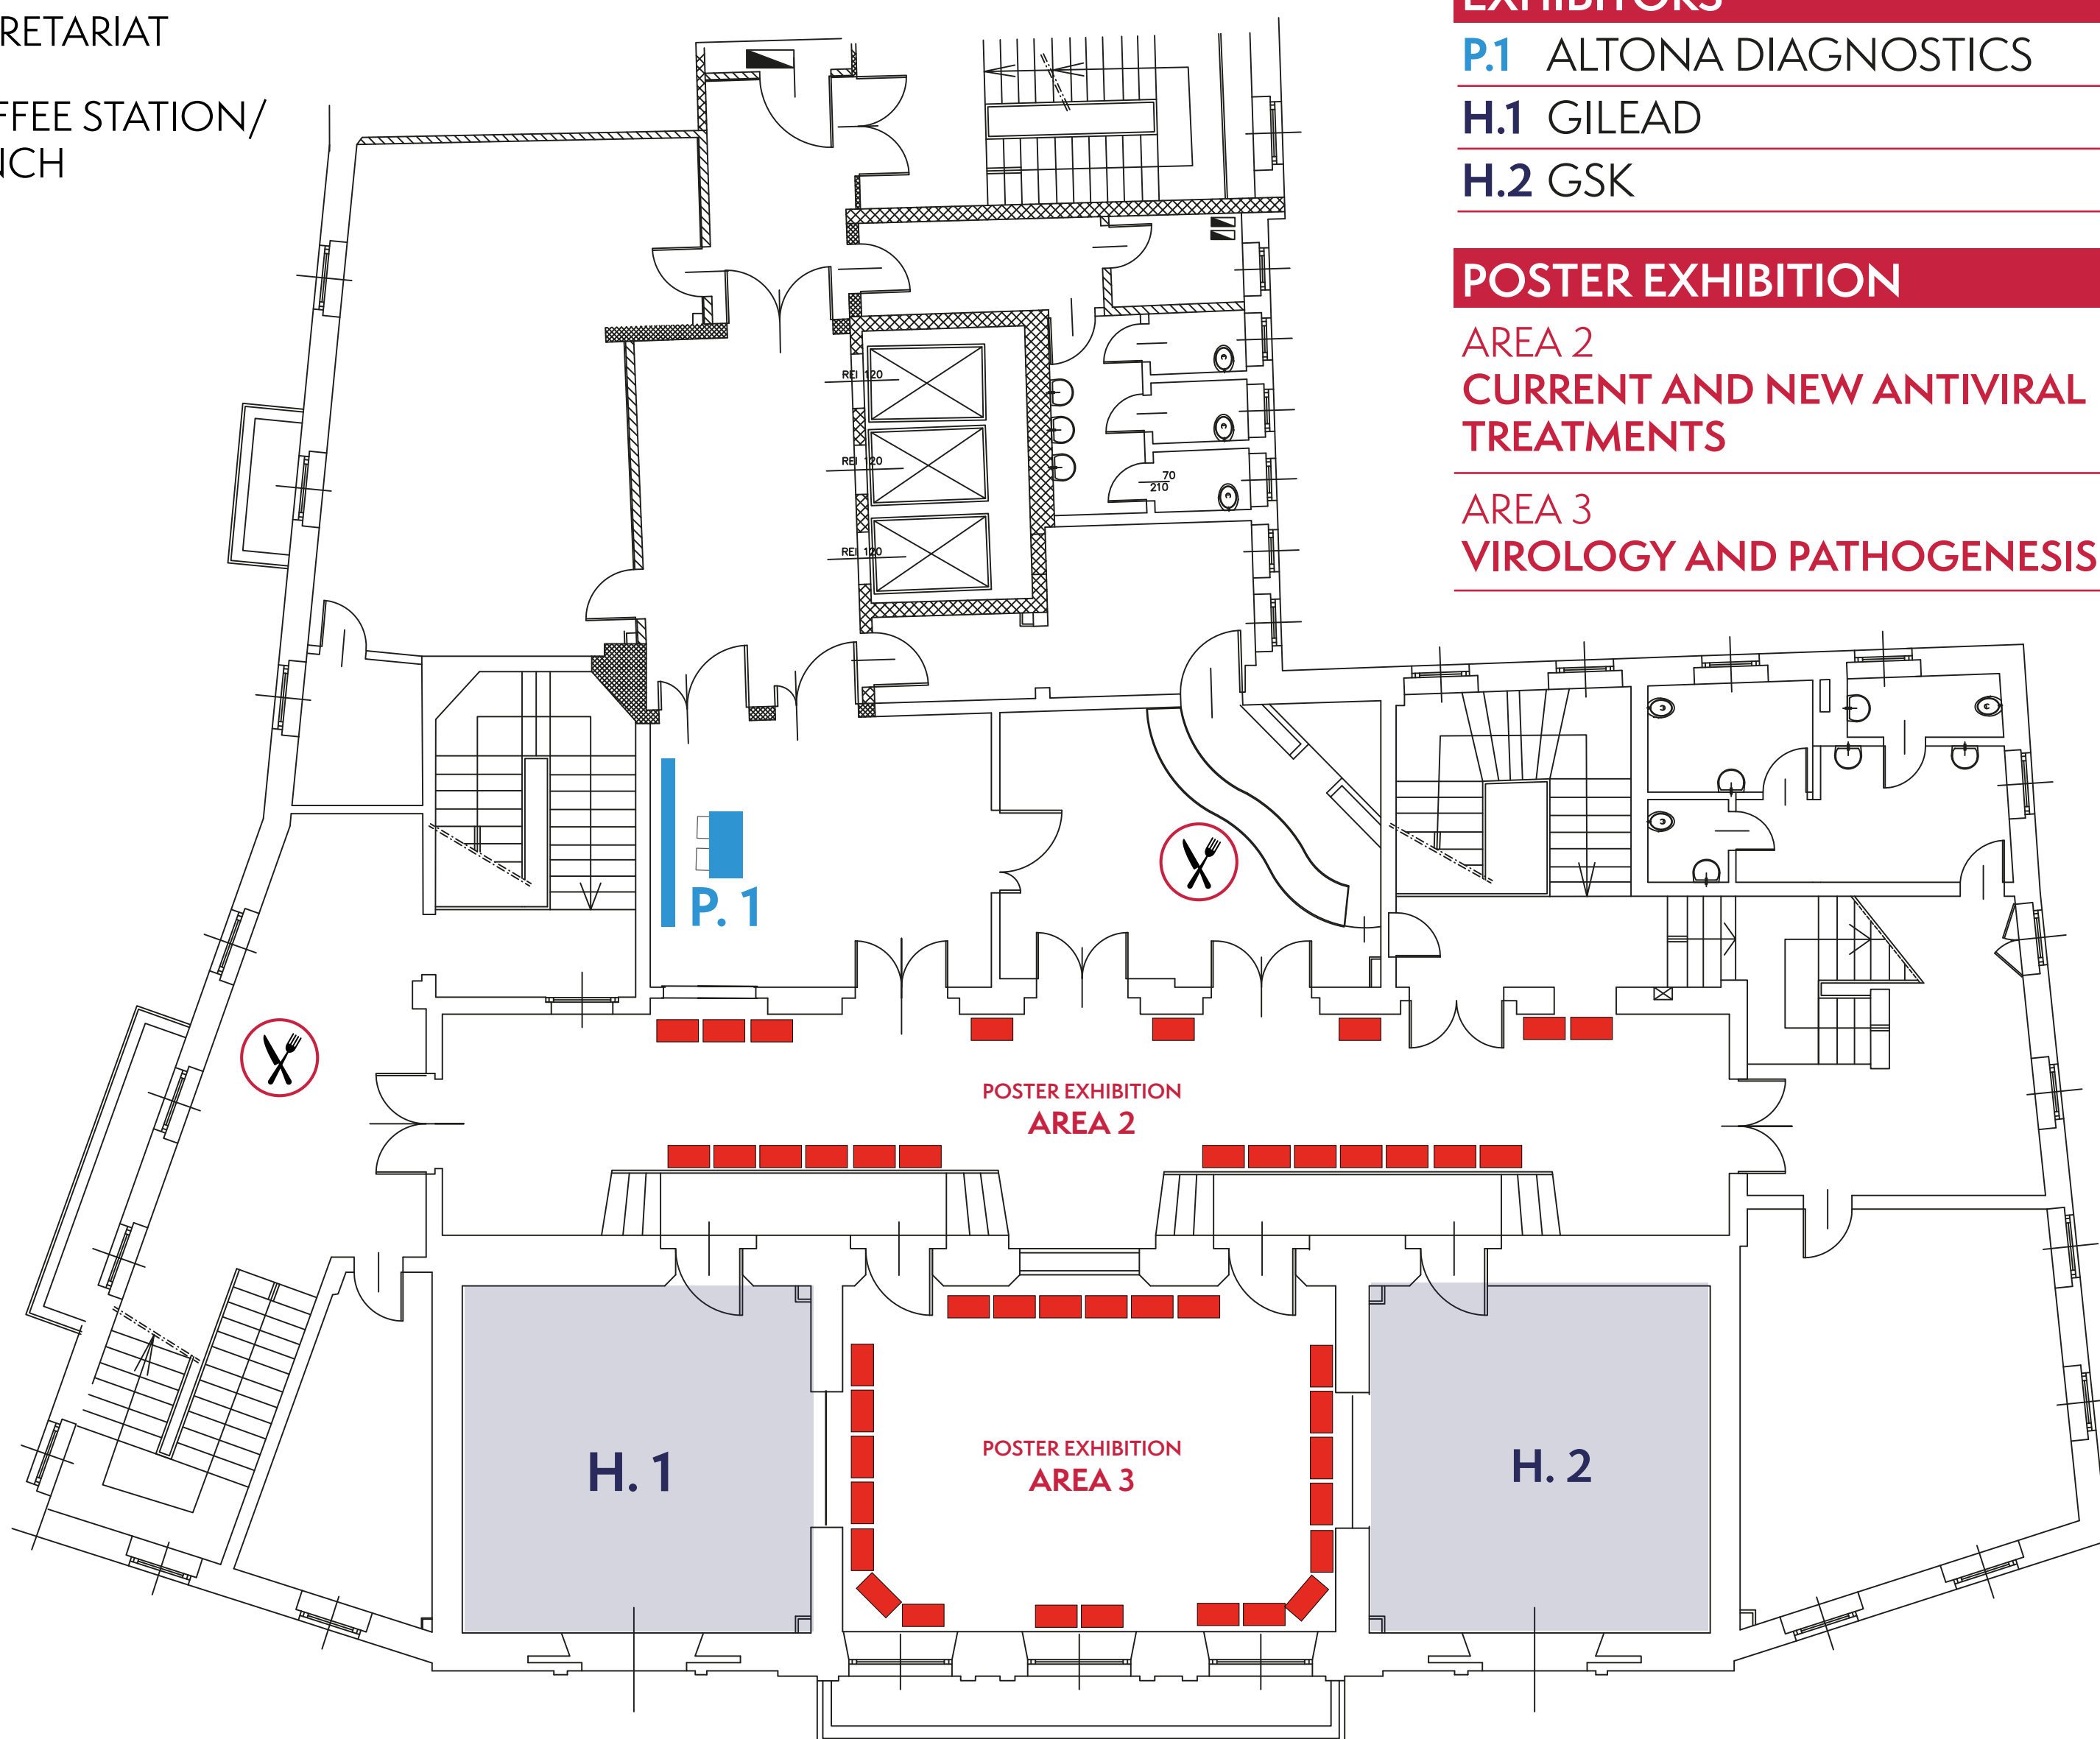 RETARIAT
FFEE STATION/
NCH
EXHIBITORS
P.1 ALTONA DIAGNOSTICS
H.1 GILEAD
H.2 GSK
POSTER EXHIBITION
AREA 2
CURRENT AND NEW ANTIVIRAL
TREATMENTS
AREA 3
VIROLOGY AND PATHOGENESIS
REI 120
REI 120
REI 120
70
210
P. 1
POSTER EXHIBITION
AREA 2
H. 1
POSTER EXHIBITION
AREA 3
H. 2